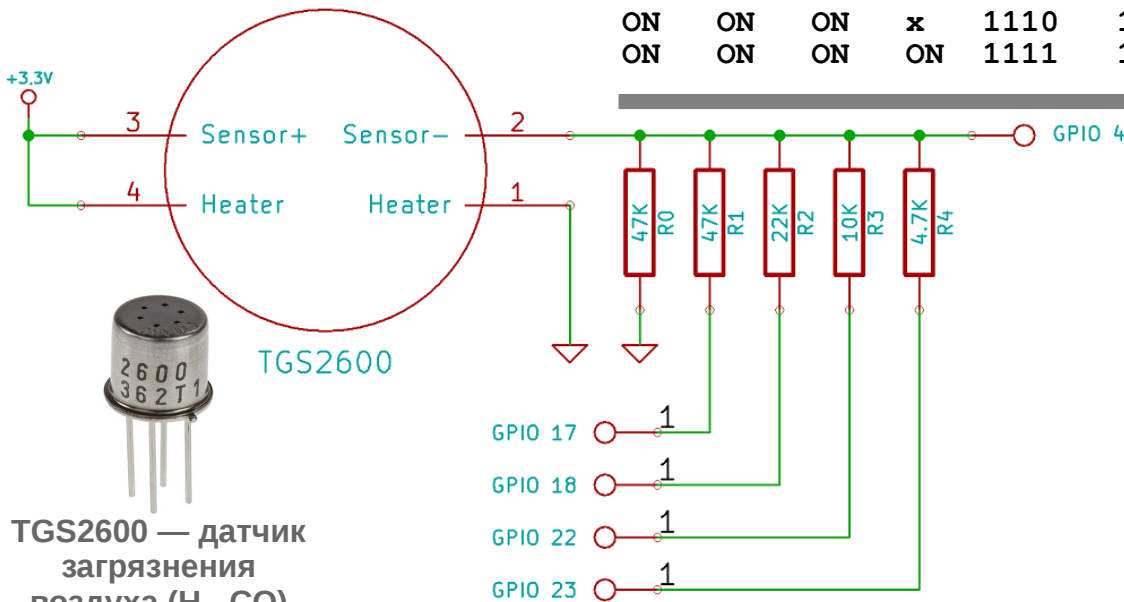 ON ON ON x 1110
ON ON ON ON 1111
+3,3V
3 Sensor+ Sensor- 2
GPIO 4
4 Heater Heater 1
47K R0
47K R1
22K R2
10K R3
4.7K R4
TGS2600
2600
362T1
GPIO 17 1
GPIO 18 1
GPIO 22 1
GPIO 23 1
TGS2600 — датчик
загрязнения
воздуха (H CO)